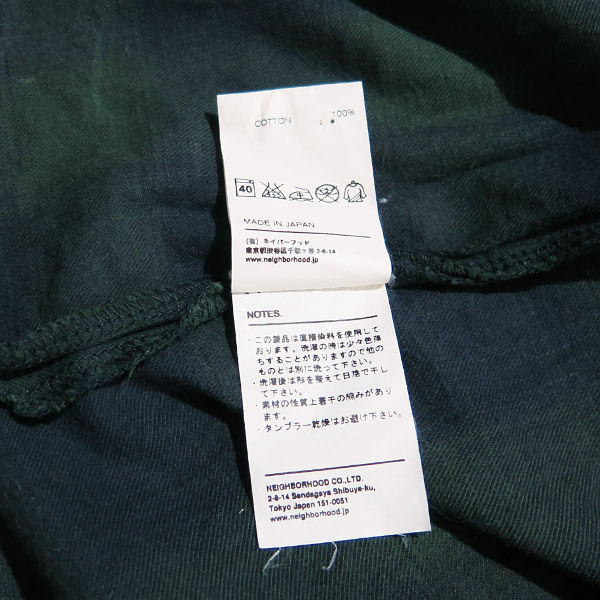 COTTON 100%
40
MADE IN JAPAN
(有) ネイバーフッド
東京都渋谷区千駄ヶ谷 2-8-14
www.neighborhood.jp
NOTES.
・この製品は直接染料を使用して
おります。洗濯の時は少々色落
ちすることがありますので他の
ものとは別に洗って下さい。
・洗濯後は形を整えて日陰で干し
て下さい。
・素材の性質上若干の縮みがあり
ます。
・タンブラー乾燥はお避け下さい。
NEIGHBORHOOD CO.,LTD.
2-8-14 Sendagaya Shibuya-ku,
Tokyo Japan 151-0051
www.neighborhood.jp